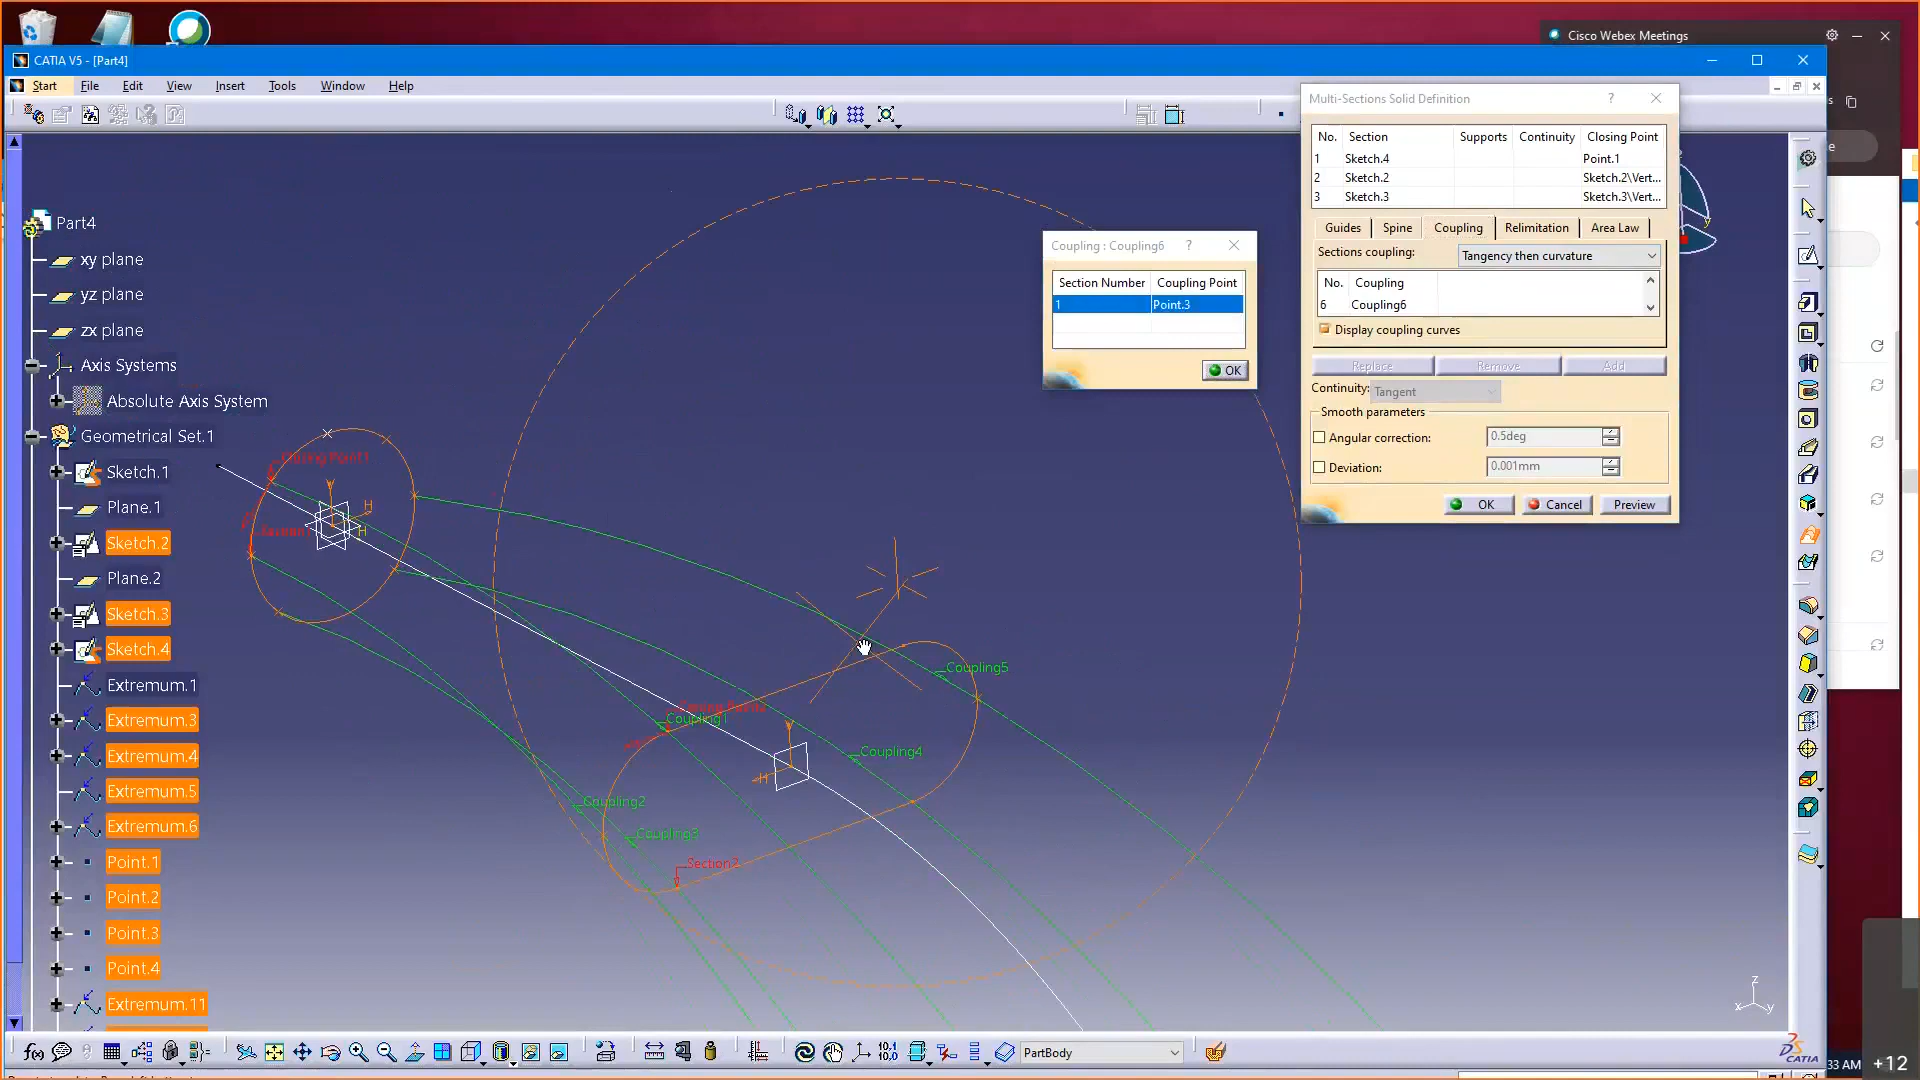 Cisco Webex Meetings
CATIA V5 - [Part4]
Start File Edit View Insert Tools Window Help
Part4
xy plane
yz plane
zx plane
Axis Systems
Absolute Axis System
Geometrical Set.1
Sketch.1
Plane.1
Sketch.2
Plane.2
Sketch.3
Sketch.4
Extremum.1
Extremum.3
Extremum.4
Extremum.5
Extremum.6
Point.1
Point.2
Point.3
Point.4
Extremum.11
Closing Point1
H
H
Coupling5
Coupling1
Coupling4
H
Coupling2
Coupling3
Section2
Coupling : Coupling6 ?
Section Number Coupling Point
1 Point.3
OK
Multi-Sections Solid Definition ?
No. Section Supports Continuity Closing Point
1 Sketch.4 Point.1
2 Sketch.2 Sketch.2\Vert...
3 Sketch.3 Sketch.3\Vert...
Guides Spine Coupling Relimitation Area Law
Sections coupling: Tangency then curvature
No. Coupling
6 Coupling6
Display coupling curves
Replace Remove Add
Continuity: Tangent
Smooth parameters
Angular correction: 0.5deg
Deviation: 0.001mm
OK Cancel Preview
z
x y
PartBody
CATIA
33 AM
+12